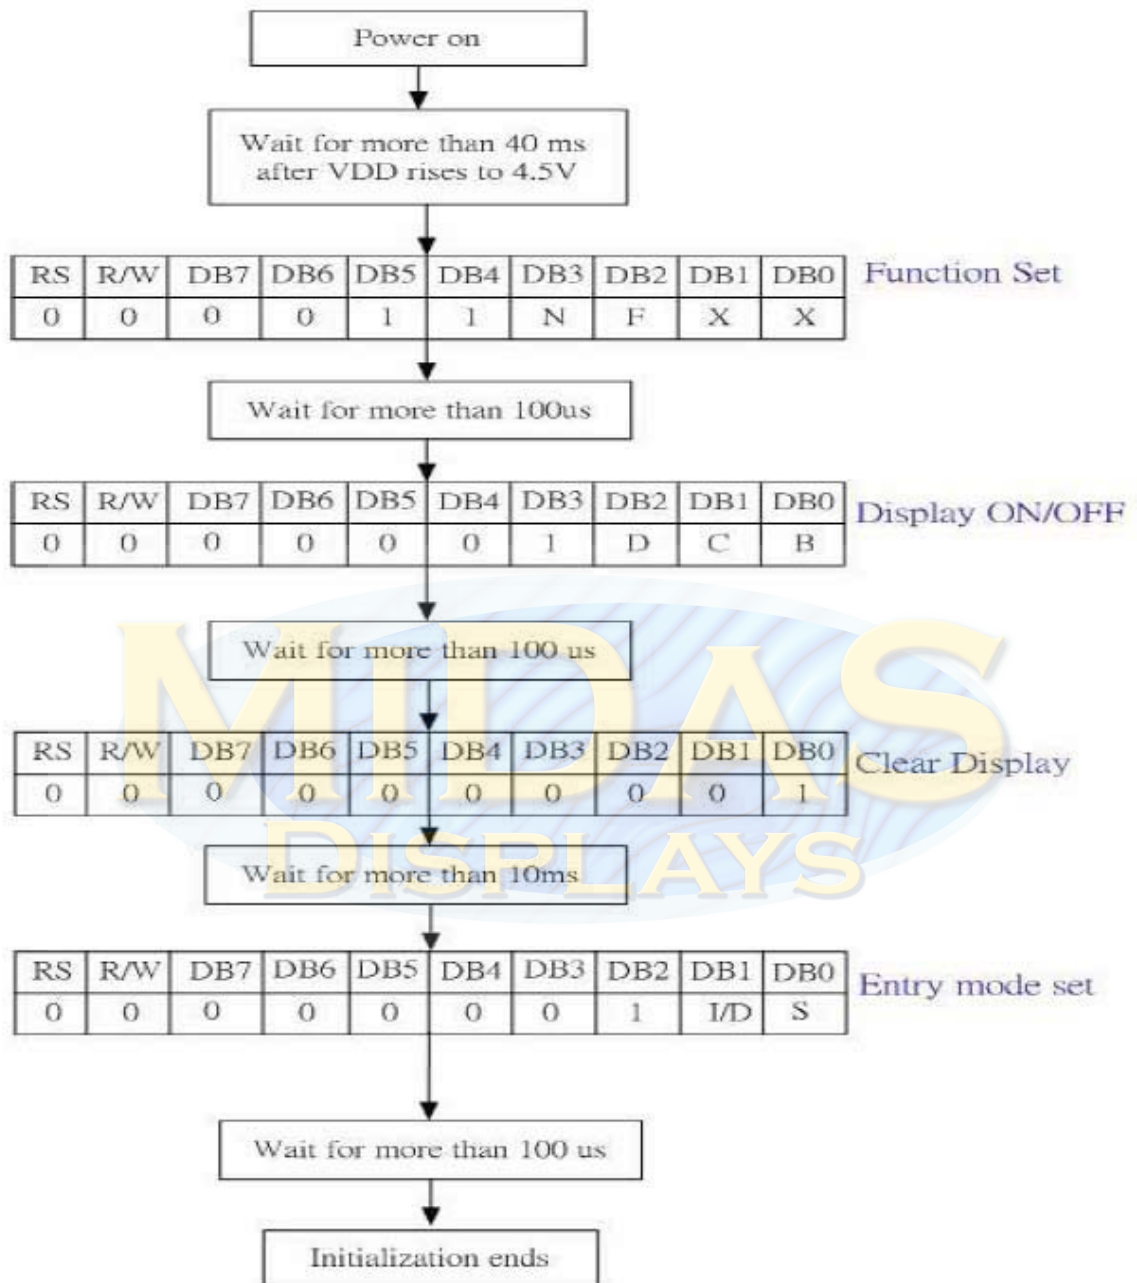 Power on
Wait for more than 40 ms
after VDD rises to 4.5V
RS R/W DB7 DB6 DB5 DB4 DB3 DB2 DB1 DB0 Function Set
0 0 0 0 1 1 N F X X
Wait for more than 100us
RS R/W DB7 DB6 DB5 DB4 DB3 DB2 DB1 DB0 Display ON/OFF
0 0 0 0 0 0 1 D C B
Wait for more than 100 us
RS R/W DB7 DB6 DB5 DB4 DB3 DB2 DB1 DB0 Clear Display
0 0 0 0 0 0 0 0 0 1
Wait for more than 10ms
RS R/W DB7 DB6 DB5 DB4 DB3 DB2 DB1 DB0 Entry mode set
0 0 0 0 0 0 0 1 I/D S
Wait for more than 100 us
Initialization ends
MIDAS
DISPLAYS